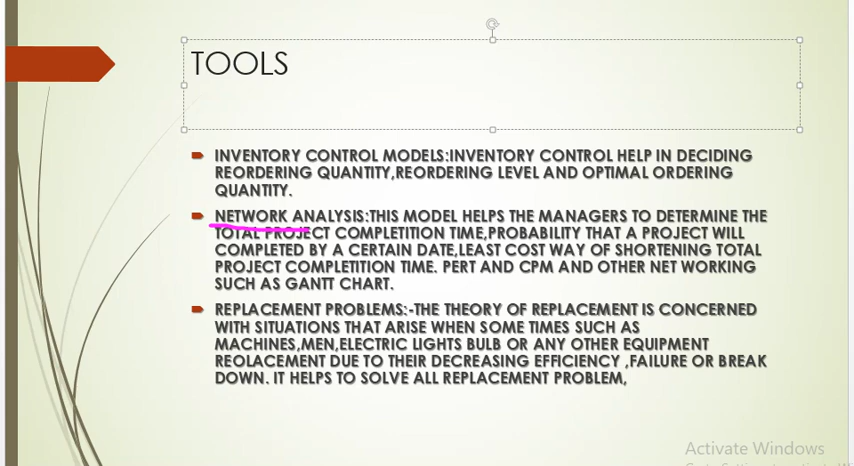 TOOLS
INVENTORY CONTROL MODELS:INVENTORY CONTROL HELP IN DECIDING
REORDERING QUANTITY,REORDERING LEVEL AND OPTIMAL ORDERING
QUANTITY.
NETWORK ANALYSIS:THIS MODEL HELPS THE MANAGERS TO DETERMINE THE
TOTAL PROJECT COMPLETITION TIME,PROBABILITY THAT A PROJECT WILL
COMPLETED BY A CERTAIN DATE,LEAST COST WAY OF SHORTENING TOTAL
PROJECT COMPLETITION TIME. PERT AND CPM AND OTHER NET WORKING
SUCH AS GANTT CHART.
REPLACEMENT PROBLEMS:-THE THEORY OF REPLACEMENT IS CONCERNED
WITH SITUATIONS THAT ARISE WHEN SOME TIMES SUCH AS
MACHINES,MEN,ELECTRIC LIGHTS BULB OR ANY OTHER EQUIPMENT
REOLACEMENT DUE TO THEIR DECREASING EFFICIENCY ,FAILURE OR BREAK
DOWN. IT HELPS TO SOLVE ALL REPLACEMENT PROBLEM,
Activate Windows